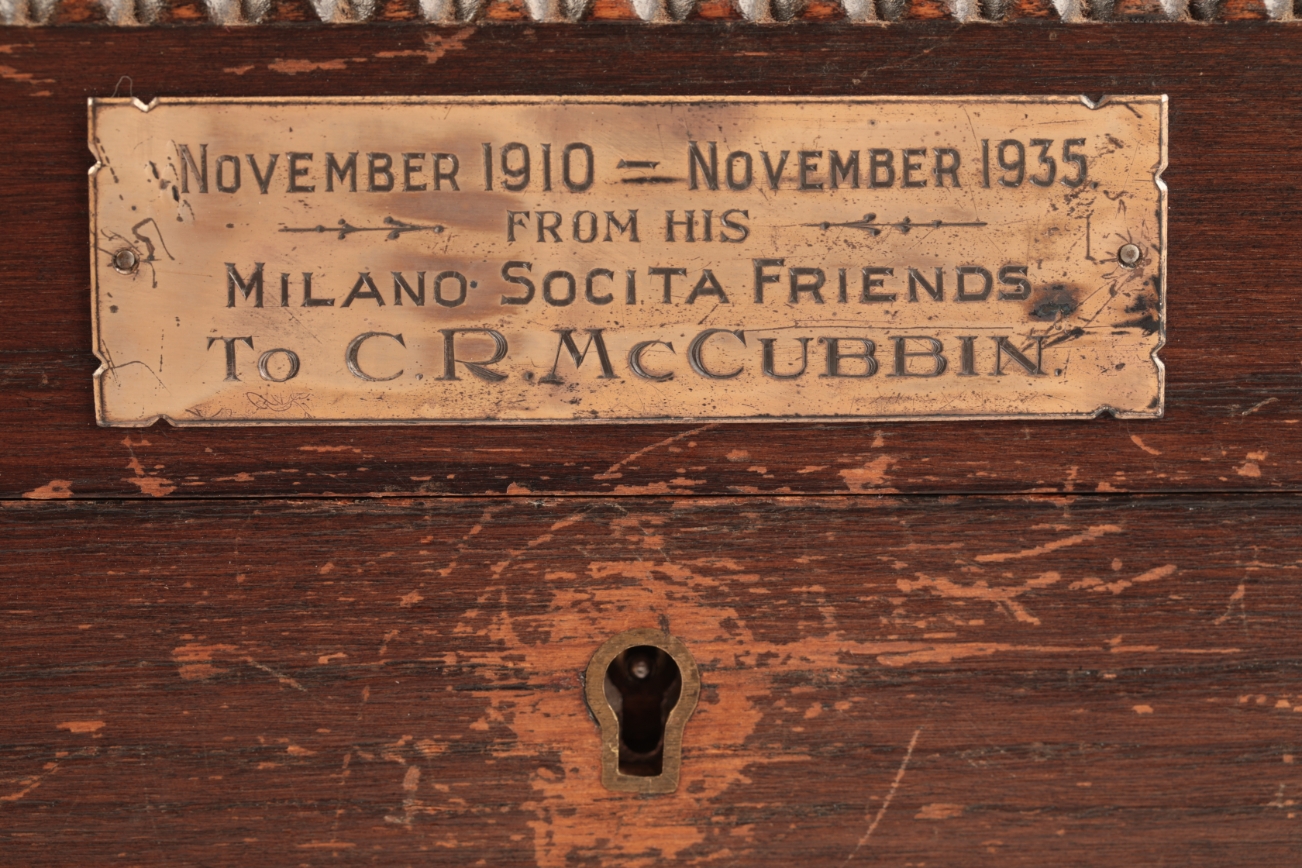 NOVEMBER 1910 = NOVEMBER 1935.
FROM HIS
MILANO· SOCITA FRIENDS
TO C.R.MCCUBBIN.